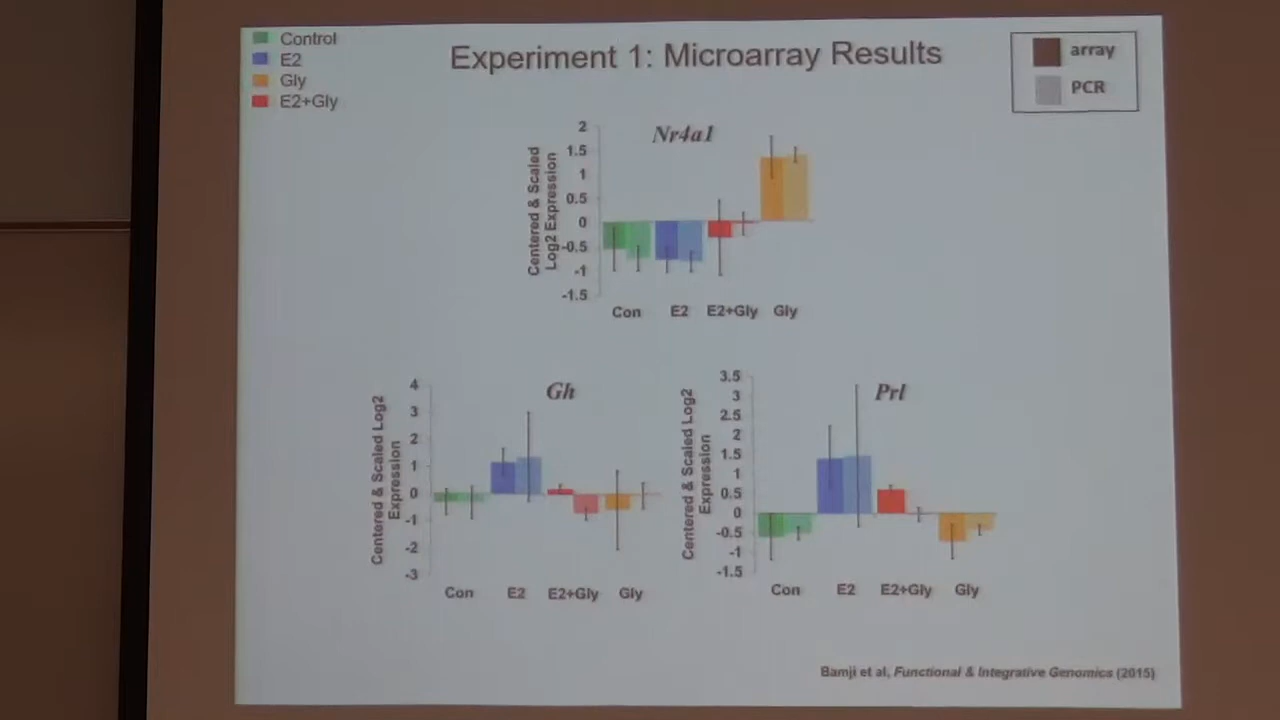 Control
E2
Gly
E2+Gly
Experiment 1: Microarray Results
array
PCR
Nr4a1
Centered & Scaled
Log2 Expression
2
1.5
1
0.5
0
-0.5
-1
-1.5
Con E2 E2+Gly Gly
Gh
Centered & Scaled Log2
Expression
4
3
2
1
0
-1
-2
-3
Con E2 E2+Gly Gly
Prl
Centered & Scaled Log2
Expression
3.5
3
2.5
2
1.5
1
0.5
0
-0.5
-1
-1.5
Con E2 E2+Gly Gly
Bamji et al, Functional & Integrative Genomics (2015)